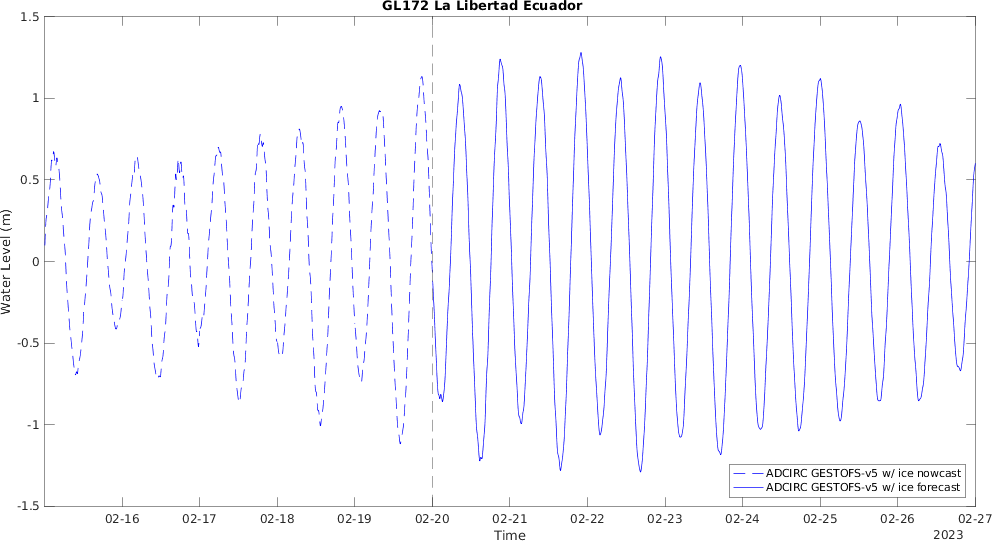 GL172 La Libertad Ecuador
1.5
1
0.5
0
-0.5
-1
-1.5
Water Level (m)
ADCIRC GESTOFS-v5 w/ ice nowcast
ADCIRC GESTOFS-v5 w/ ice forecast
02-16 02-17 02-18 02-19 02-20 02-21 02-22 02-23 02-24 02-25 02-26 02-27
Time
2023